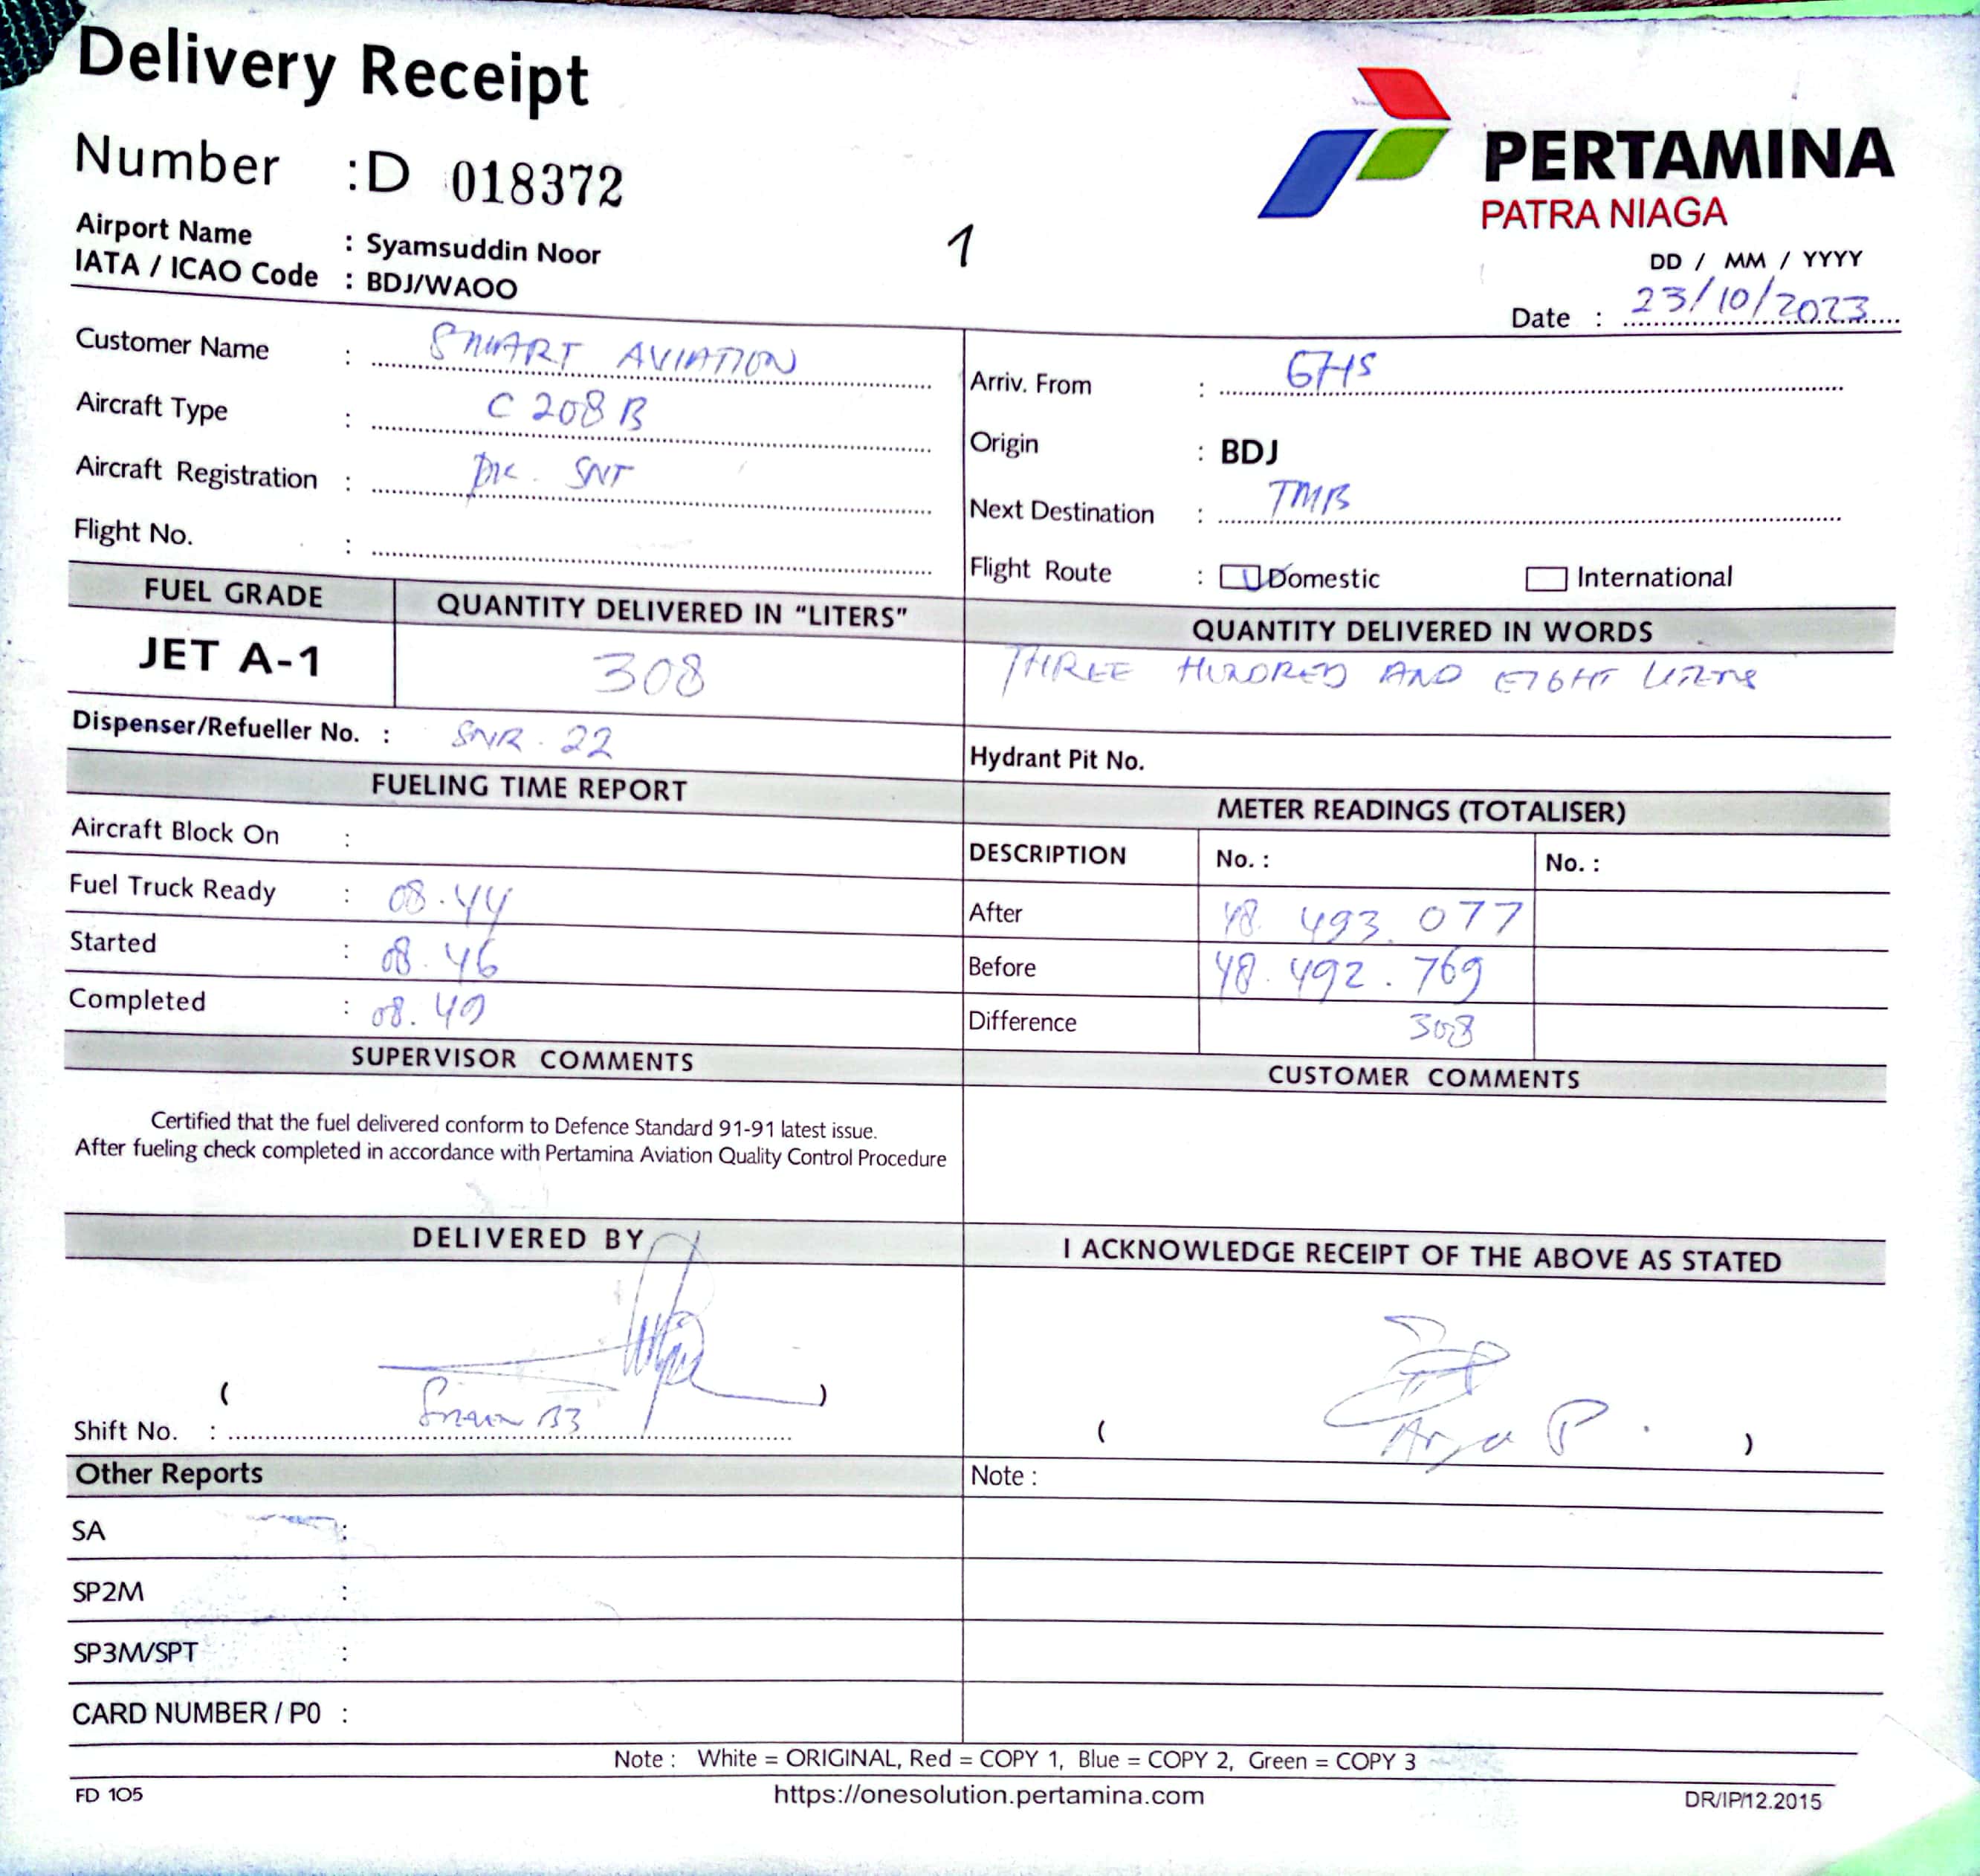 Delivery Receipt
Number : D 018372
PERTAMINA
PATRA NIAGA
Airport Name : Syamsuddin Noor
IATA / ICAO Code : BDJ/WAOO
1
DD / MM / YYYY
Date : 23/10/2023
Customer Name : SMART AVIATION
Aircraft Type : C 208 B
Aircraft Registration : PK. SNT
Flight No. :
Arriv. From : GHS
Origin : BDJ
Next Destination : TMB
Flight Route : Domestic International
FUEL GRADE QUANTITY DELIVERED IN "LITERS" QUANTITY DELIVERED IN WORDS
JET A-1 308 THREE HUNDRED AND EIGHT LITERS
Dispenser/Refueller No. : SNR. 22
Hydrant Pit No.
FUELING TIME REPORT
Aircraft Block On :
Fuel Truck Ready : 08.44
Started : 08.46
Completed : 08.49
METER READINGS (TOTALISER)
DESCRIPTION No. : No. :
After 48. 493. 077
Before 48. 492. 769
Difference 308
SUPERVISOR COMMENTS
Certified that the fuel delivered conform to Defence Standard 91-91 latest issue.
After fueling check completed in accordance with Pertamina Aviation Quality Control Procedure
CUSTOMER COMMENTS
DELIVERED BY
( )
Shift No. :
I ACKNOWLEDGE RECEIPT OF THE ABOVE AS STATED
( Arya P. )
Other Reports
SA :
SP2M :
SP3M/SPT :
CARD NUMBER / P0 :
Note :
Note : White = ORIGINAL, Red = COPY 1, Blue = COPY 2, Green = COPY 3
FD 105
https://onesolution.pertamina.com
DR/IP/12.2015